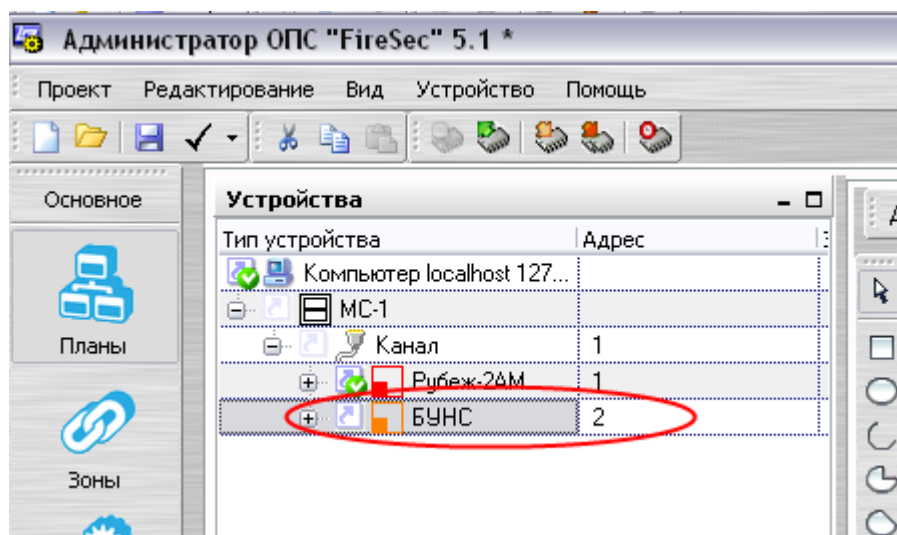 Администратор ОПС "FireSec" 5.1 *
Проект Редактирование Вид Устройство Помощь
Основное
Устройства
Тип устройства Адрес
Компьютер localhost 127...
МС-1
Планы
Канал 1
Рубеж-2АМ 1
БУНС 2
Зоны